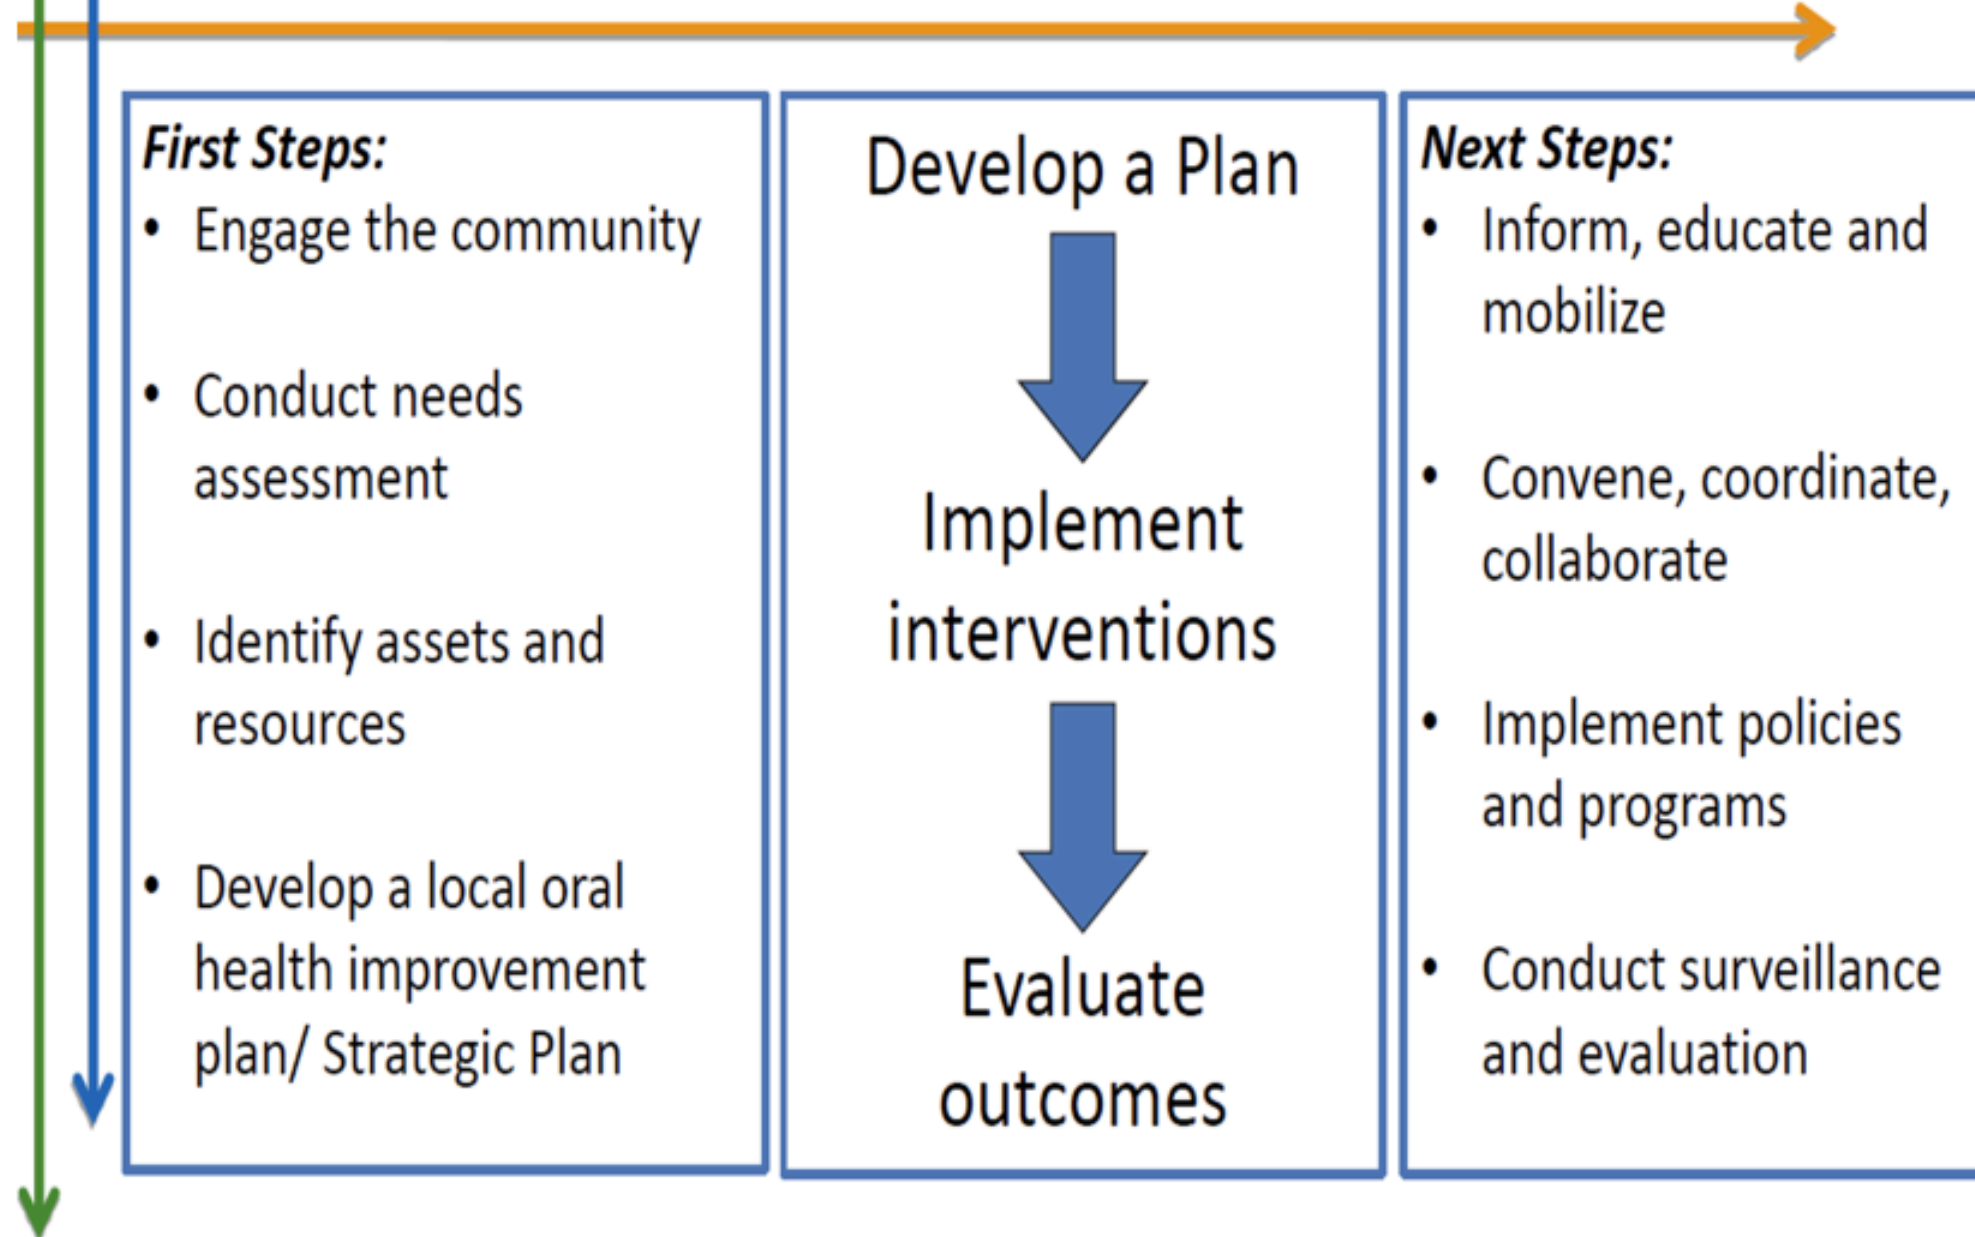 First Steps:
• Engage the community
• Conduct needs
assessment
• Identify assets and
resources
• Develop a local oral
health improvement
plan/ Strategic Plan
Develop a Plan
Implement
interventions
Evaluate
outcomes
Next Steps:
• Inform, educate and
mobilize
• Convene, coordinate,
collaborate
• Implement policies
and programs
• Conduct surveillance
and evaluation